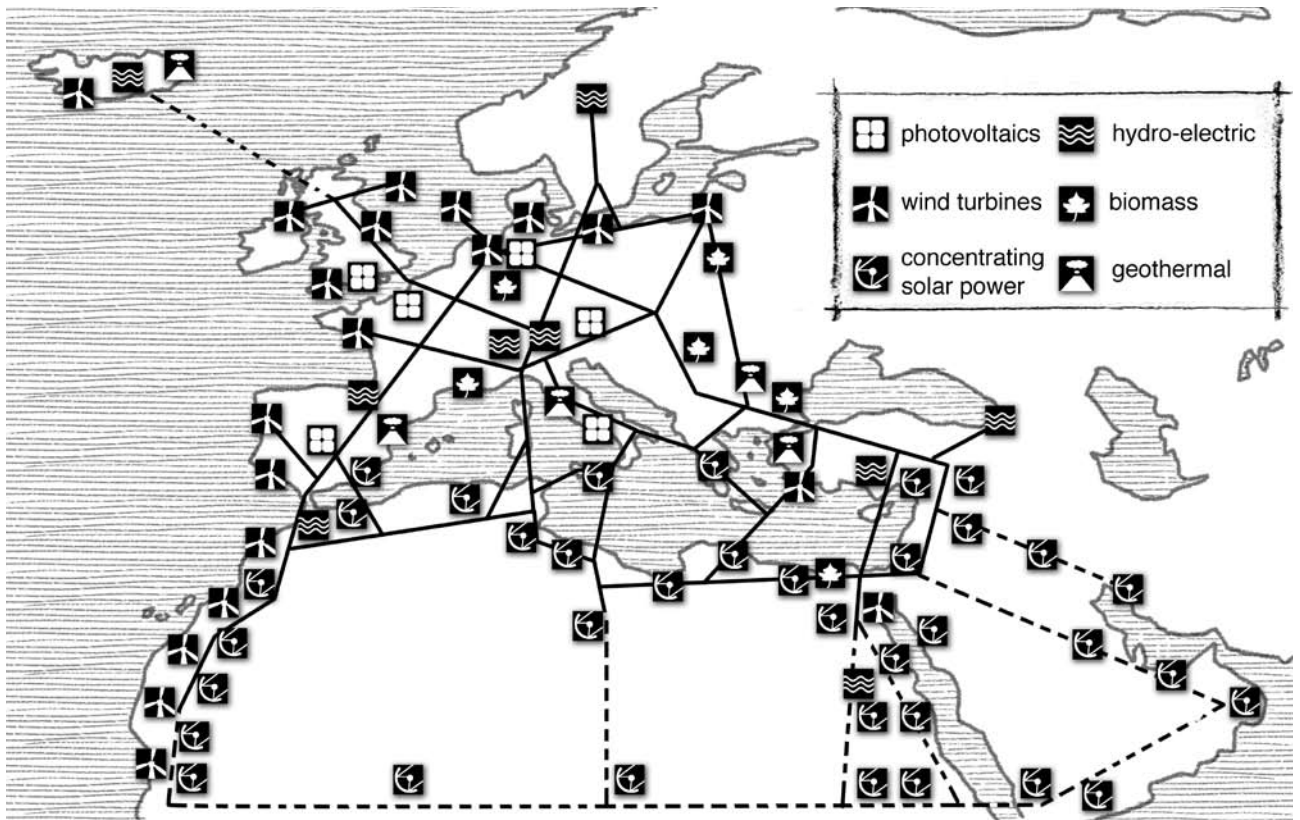 photovoltaics
hydro-electric
wind turbines
biomass
concentrating
solar power
geothermal